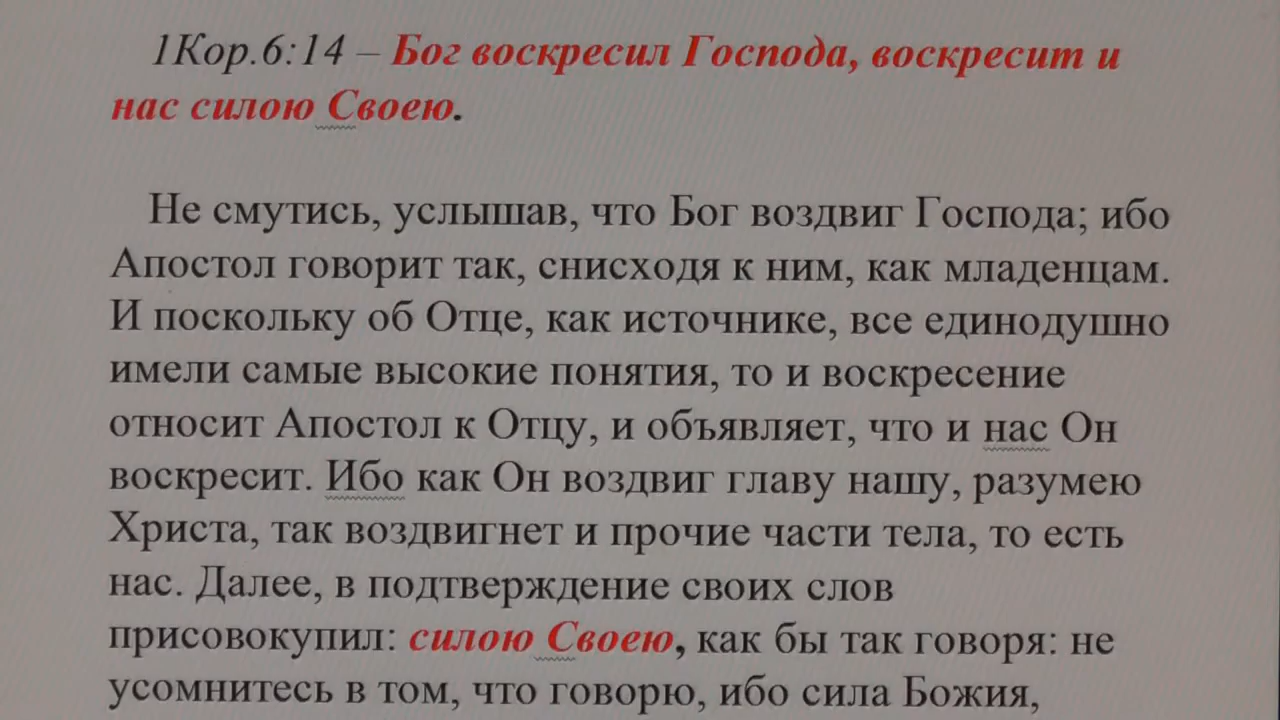 1Кор.6:14 – Бог воскресил Господа, воскресит и
нас силою Своею.
Не смутись, услышав, что Бог воздвиг Господа; ибо
Апостол говорит так, снисходя к ним, как младенцам.
И поскольку об Отце, как источнике, все единодушно
имели самые высокие понятия, то и воскресение
относит Апостол к Отцу, и объявляет, что и нас Он
воскресит. Ибо как Он воздвиг главу нашу, разумею
Христа, так воздвигнет и прочие части тела, то есть
нас. Далее, в подтверждение своих слов
присовокупил: силою Своею, как бы так говоря: не
усомнитесь в том, что говорю, ибо сила Божия,